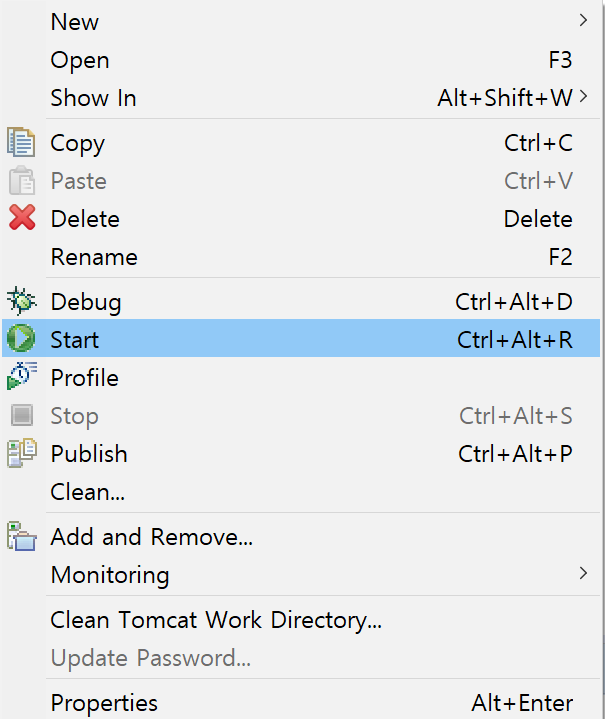 New
Open F3
Show In Alt+Shift+W
Copy Ctrl+C
Paste Ctrl+V
Delete Delete
Rename F2
Debug Ctrl+Alt+D
Start Ctrl+Alt+R
Profile
Stop Ctrl+Alt+S
Publish Ctrl+Alt+P
Clean...
Add and Remove...
Monitoring
Clean Tomcat Work Directory...
Update Password...
Properties Alt+Enter